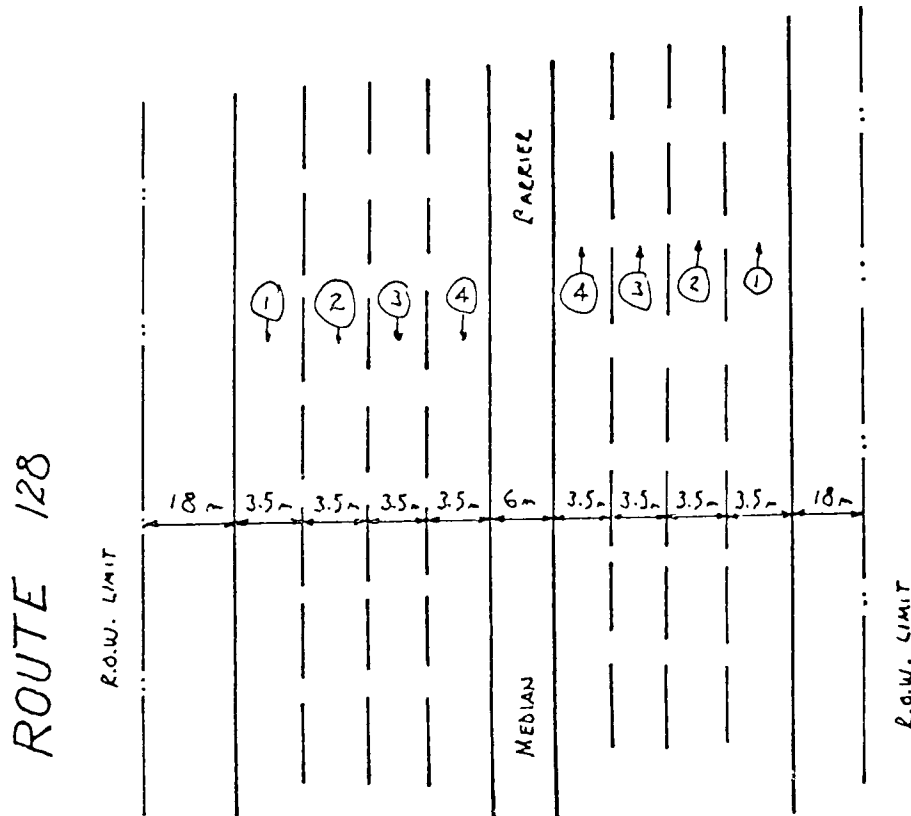 ROUTE 128
R.O.W. LIMIT
BARRIER
1 2 3 4 4 3 2 1
18 m 3.5 m 3.5 m 3.5 m 3.5 m 6 m 3.5 m 3.5 m 3.5 m 3.5 m 18 m
MEDIAN
R.O.W. LIMIT